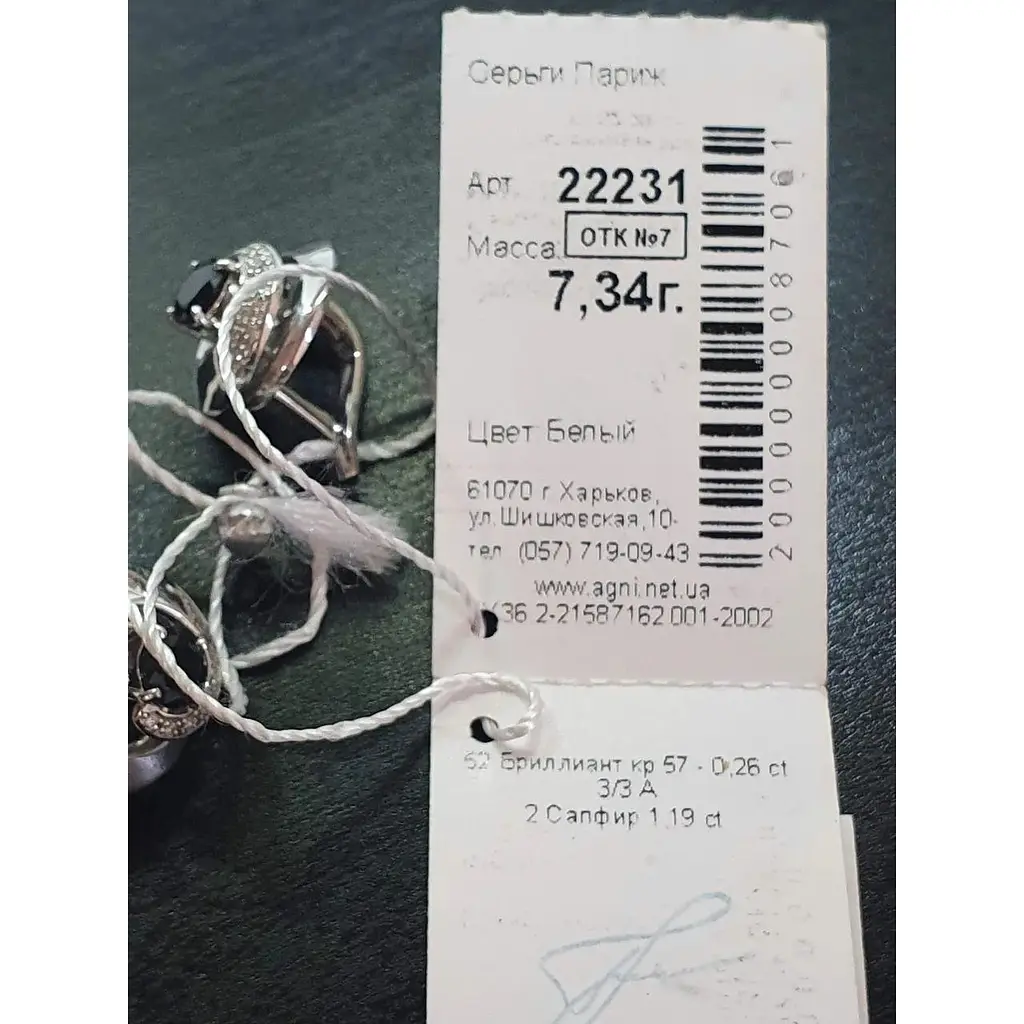 Серьги Париж
Арт. 22231
Масса ОТК №7
7,34г.
Цвет Белый
61070 г Харьков,
ул.Шишковская,10-
тел. (057) 719-09-43
www.agni.net.ua
36 2-21587162 001-2002
2000000087061
52 Бриллиант кр 57 - 0,26 ct
3/3 А
2 Сапфир 1.19 ct